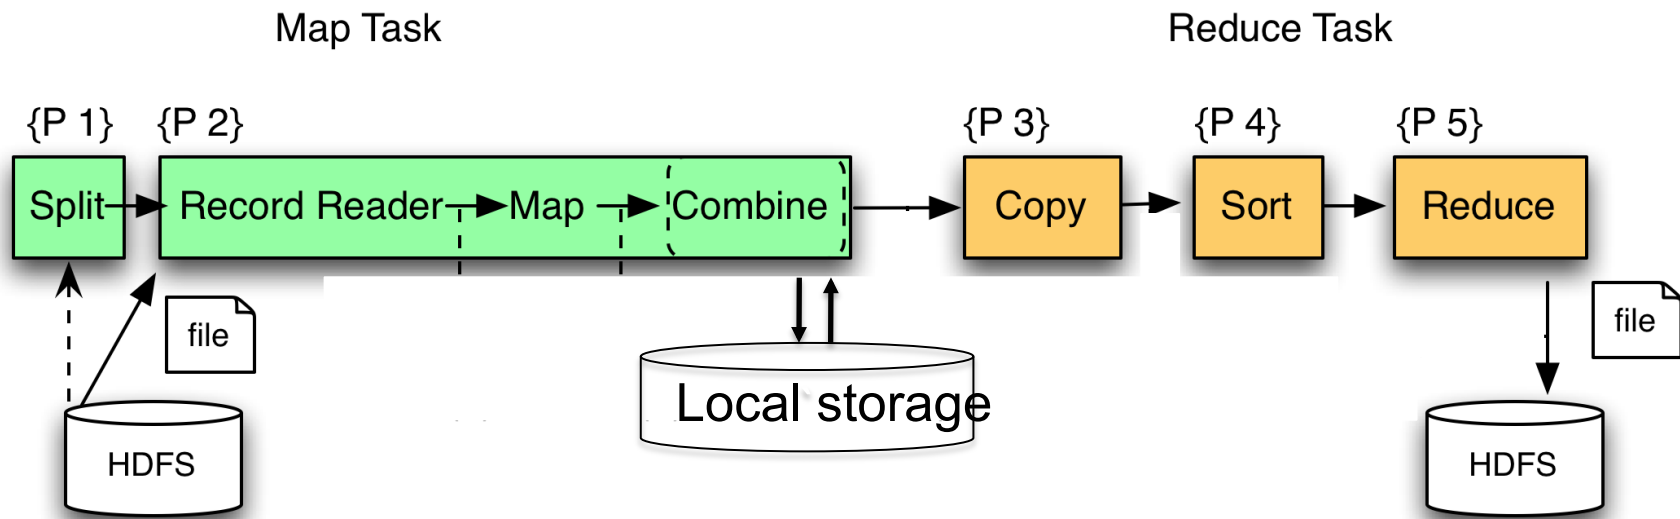 Map Task
Reduce Task
{P 1}
{P 2}
{P 3}
{P 4}
{P 5}
Split
Record Reader
Map
Combine
Copy
Sort
Reduce
file
file
Local storage
HDFS
HDFS